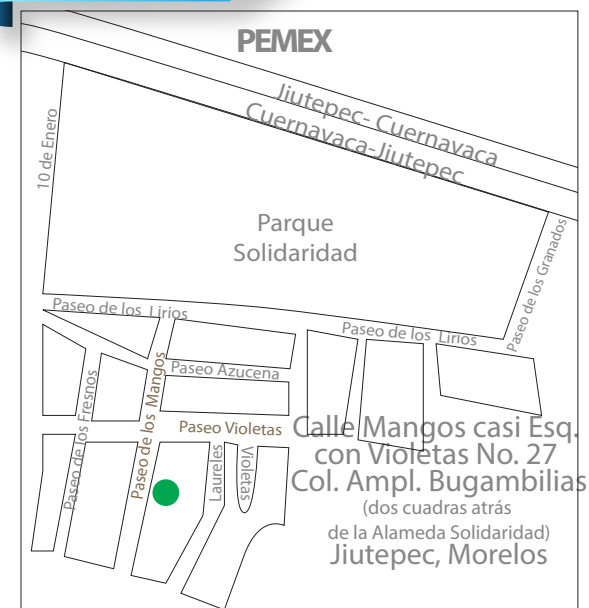 PEMEX
Jiutepec- Cuernavaca
Cuernavaca-Jiutepec
10 de Enero
Parque
Solidaridad
Paseo de los Granados
Paseo de los Lirios
Paseo de los Lirios
Paseo Azucena
Paseo de los Fresnos
Paseo de los Mangos
Paseo Violetas
Laureles
Violetas
Calle Mangos casi Esq.
con Violetas No. 27
Col. Ampl. Bugambilias
(dos cuadras atrás
de la Alameda Solidaridad)
Jiutepec, Morelos